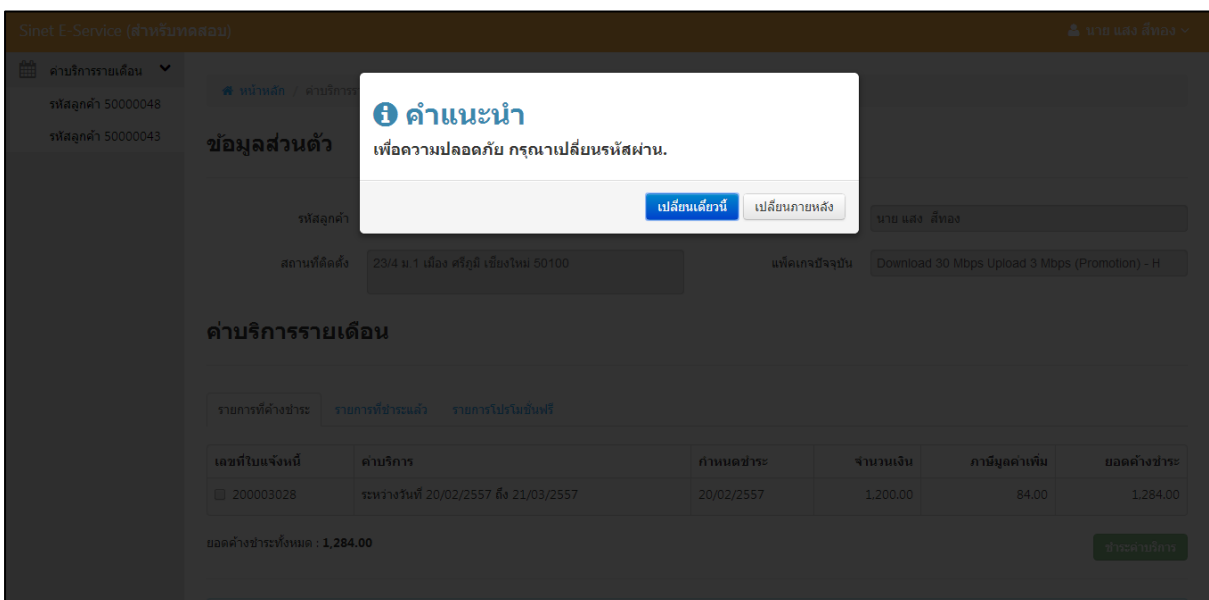 Sinet E-Service (สำหรับทดสอบ)
นาย แสง สีทอง
ค่าบริการรายเดือน
รหัสลูกค้า 50000048
รหัสลูกค้า 50000043
หน้าหลัก / ค่าบริการร
คำแนะนำ
เพื่อความปลอดภัย กรุณาเปลี่ยนรหัสผ่าน.
เปลี่ยนเดี๋ยวนี้ เปลี่ยนภายหลัง
ข้อมูลส่วนตัว
รหัสลูกค้า
นาย แสง สีทอง
สถานที่ติดตั้ง 23/4 ม.1 เมือง ศรีภูมิ เชียงใหม่ 50100
แพ็คเกจปัจจุบัน Download 30 Mbps Upload 3 Mbps (Promotion) - H
ค่าบริการรายเดือน
รายการที่ค้างชำระ รายการที่ชำระแล้ว รายการโปรโมชั่นฟรี
เลขที่ใบแจ้งหนี้ ค่าบริการ กำหนดชำระ จำนวนเงิน ภาษีมูลค่าเพิ่ม ยอดค้างชำระ
200003028 ระหว่างวันที่ 20/02/2557 ถึง 21/03/2557 20/02/2557 1,200.00 84.00 1,284.00
ยอดค้างชำระทั้งหมด : 1,284.00
ชำระค่าบริการ